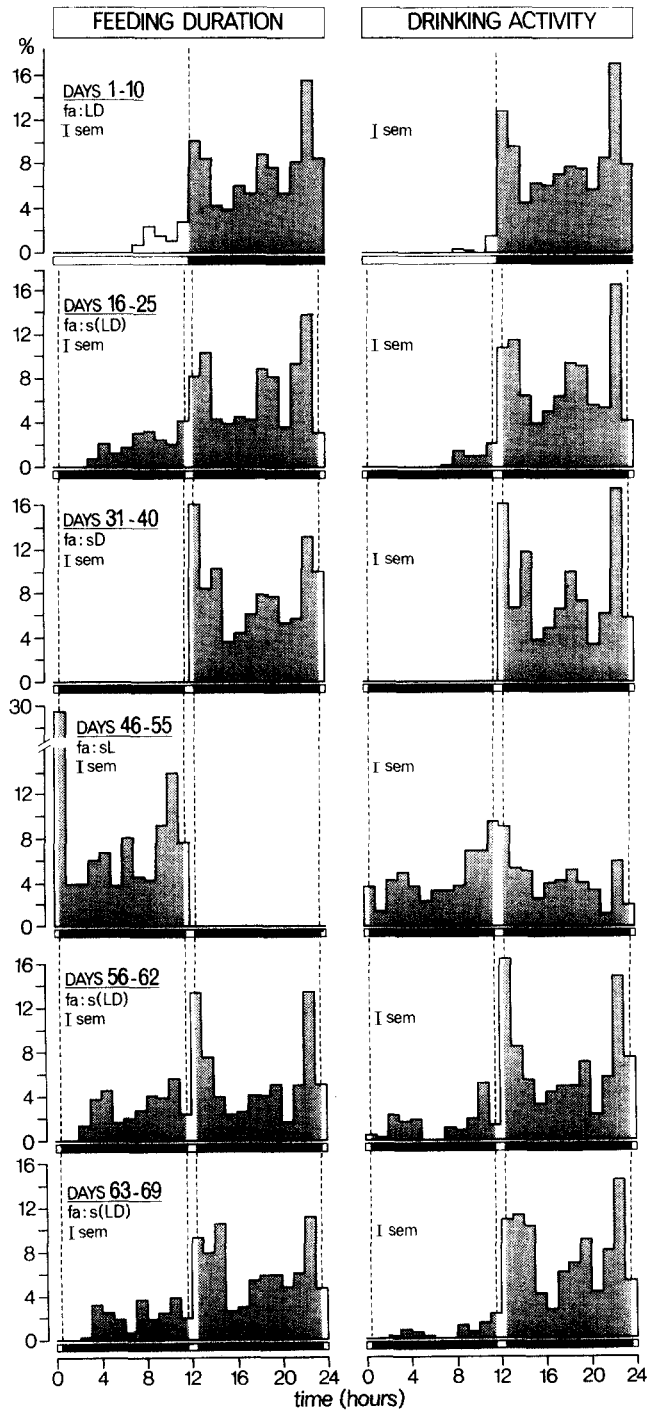 FEEDING DURATION
DRINKING ACTIVITY
%
16
12
8
4
0
DAYS 1-10
fa:LD
I sem
I sem
16
12
8
4
0
DAYS 16-25
fa:s(LD)
I sem
I sem
16
12
8
4
0
DAYS 31-40
fa:sD
I sem
I sem
30
12
8
4
0
DAYS 46-55
fa:sL
I sem
I sem
16
12
8
4
0
DAYS 56-62
fa:s(LD)
I sem
I sem
16
12
8
4
0
DAYS 63-69
fa:s(LD)
I sem
I sem
0 4 8 12 16 20 24
0 4 8 12 16 20 24
time (hours)